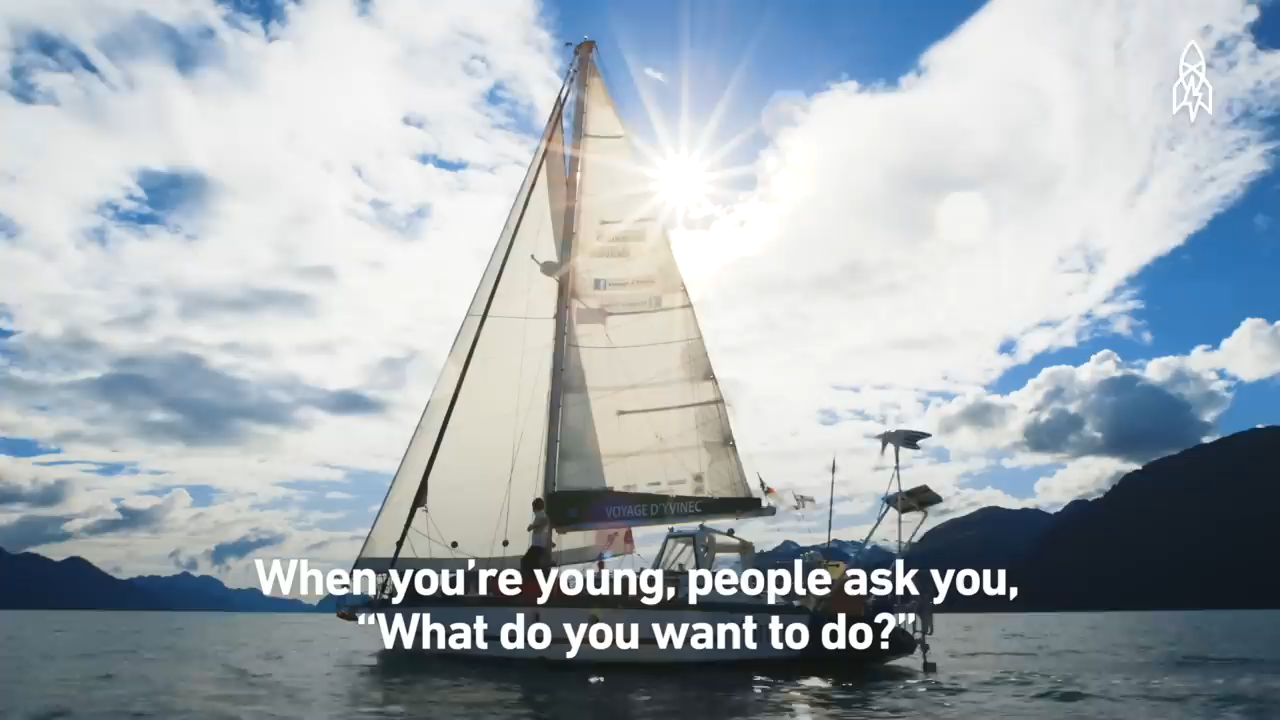 VOYAGE D'YVINEC
When you're young, people ask you,
“What do you want to do?”